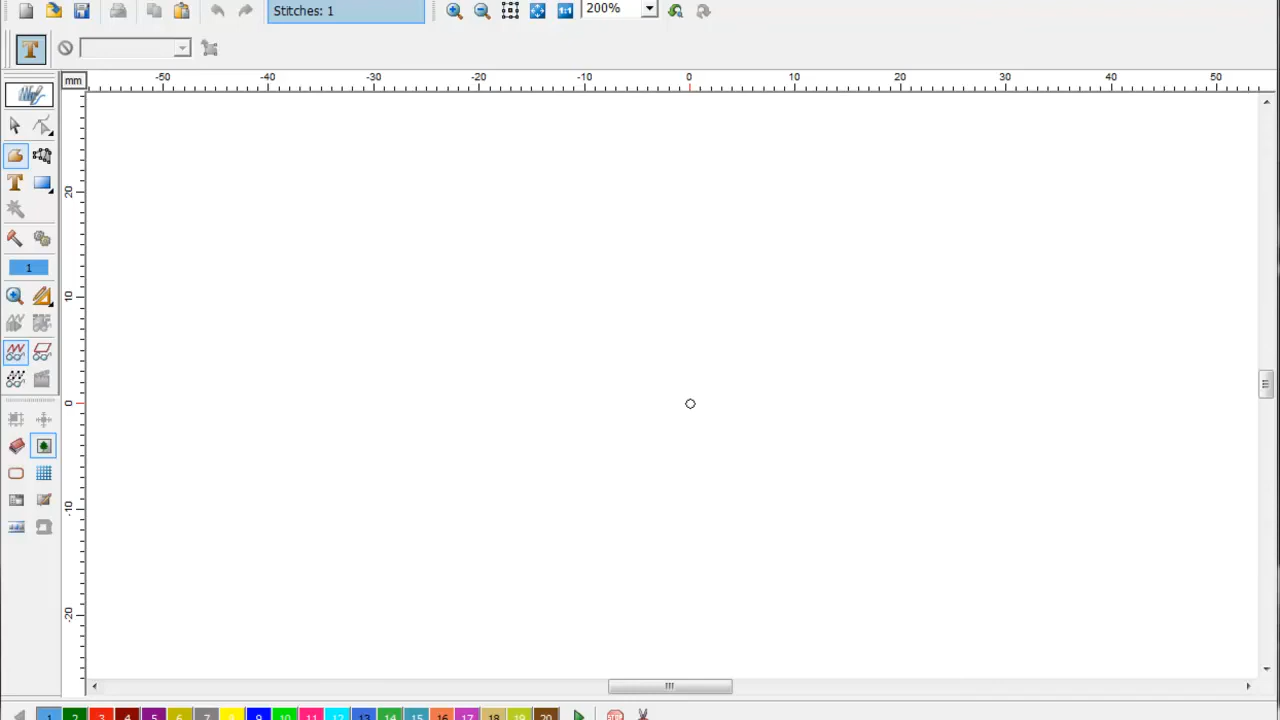 Stitches: 1
200%
T
mm
-50 -40 -30 -20 -10 0 10 20 30 40 50
T
1
20
10
0
-10
-20
1 2 3 4 5 6 7 8 9 10 11 12 13 14 15 16 17 18 19 20